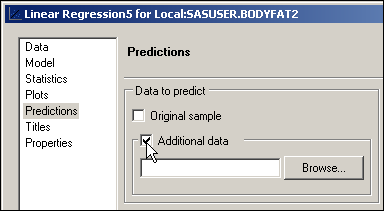 Linear Regression5 for Local:SASUSER.BODYFAT2
Data
Model
Statistics
Plots
Predictions
Titles
Properties
Predictions
Data to predict
Original sample
Additional data
Browse...